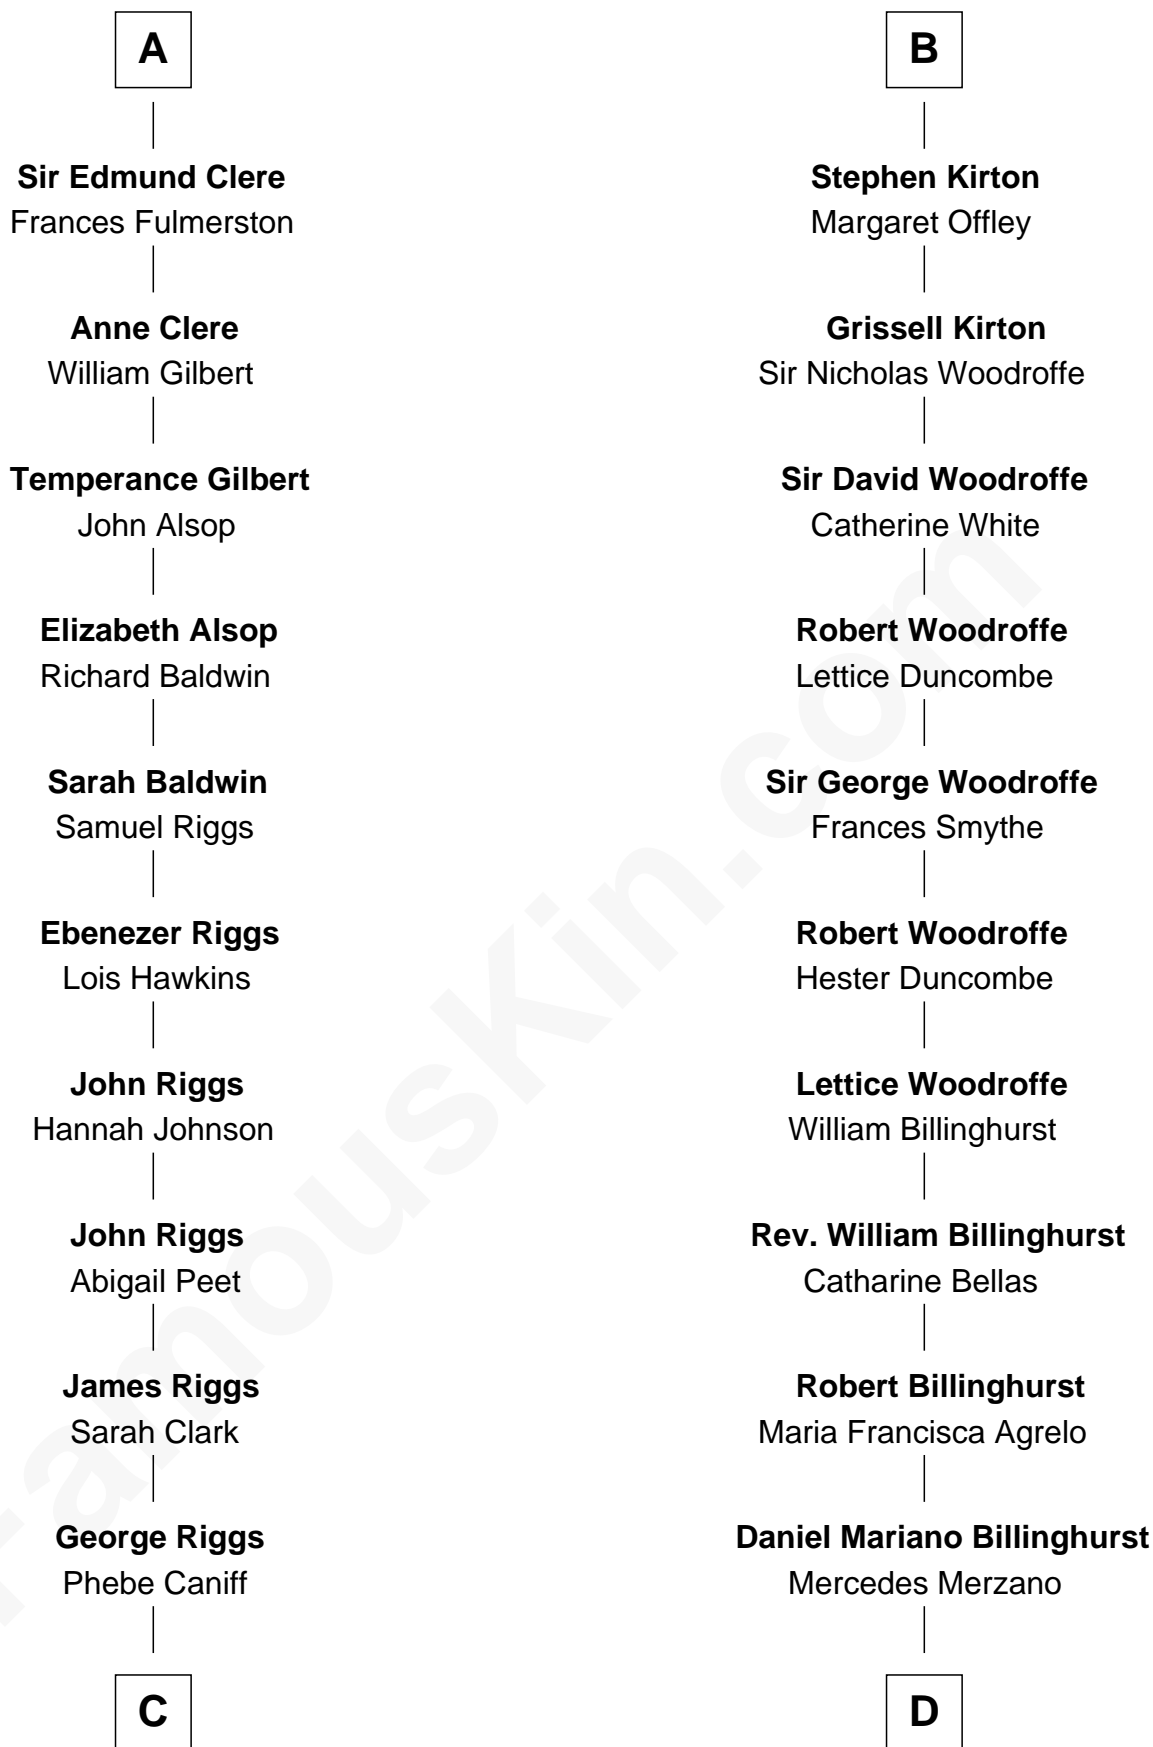 A
Sir Edmund Clere
Frances Fulmerston
Anne Clere
William Gilbert
Temperance Gilbert
John Alsop
Elizabeth Alsop
Richard Baldwin
Sarah Baldwin
Samuel Riggs
Ebenezer Riggs
Lois Hawkins
John Riggs
Hannah Johnson
John Riggs
Abigail Peet
James Riggs
Sarah Clark
George Riggs
Phebe Caniff
C
B
Stephen Kirton
Margaret Offley
Grissell Kirton
Sir Nicholas Woodroffe
Sir David Woodroffe
Catherine White
Robert Woodroffe
Lettice Duncombe
Sir George Woodroffe
Frances Smythe
Robert Woodroffe
Hester Duncombe
Lettice Woodroffe
William Billinghurst
Rev. William Billinghurst
Catharine Bellas
Robert Billinghurst
Maria Francisca Agrelo
Daniel Mariano Billinghurst
Mercedes Merzano
D
FamousKin.com